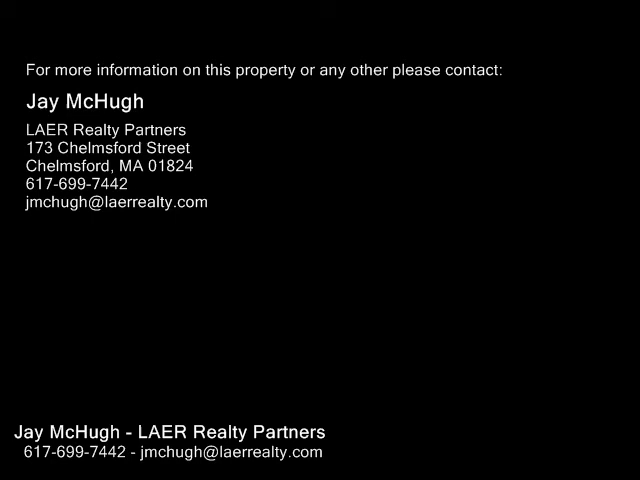 For more information on this property or any other please contact:
Jay McHugh
LAER Realty Partners
173 Chelmsford Street
Chelmsford, MA 01824
617-699-7442
jmchugh@laerrealty.com
Jay McHugh - LAER Realty Partners
617-699-7442 - jmchugh@laerrealty.com